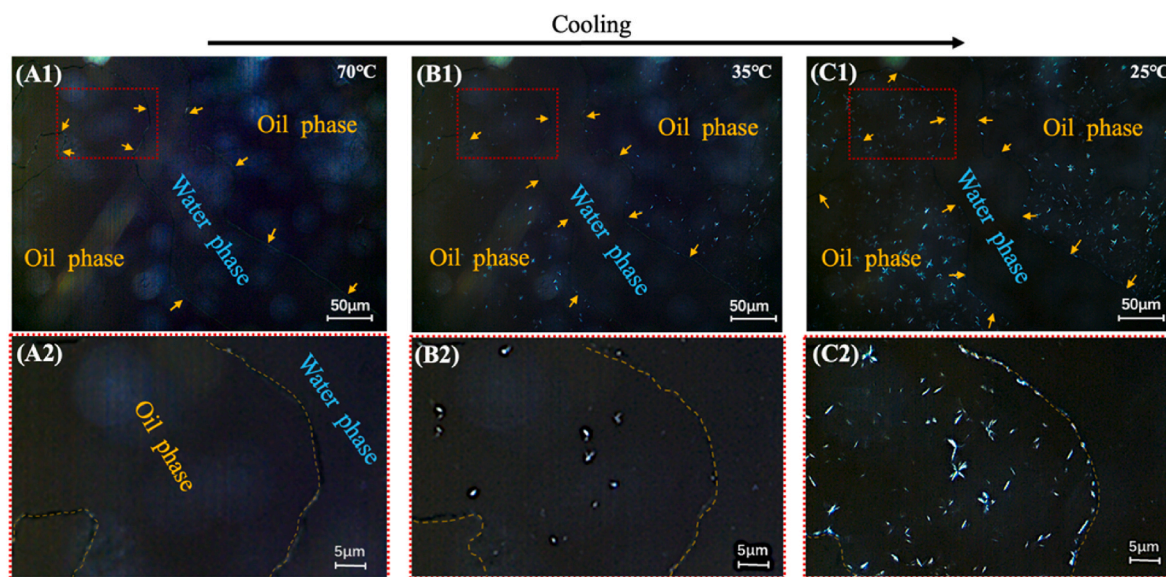 Cooling
(A1)
70°C
Oil phase
Water phase
Oil phase
50μm
(B1)
35°C
Oil phase
Water phase
Oil phase
50μm
(C1)
25°C
Oil phase
Water phase
Oil phase
50μm
(A2)
Water phase
Oil phase
5μm
(B2)
5μm
(C2)
5μm